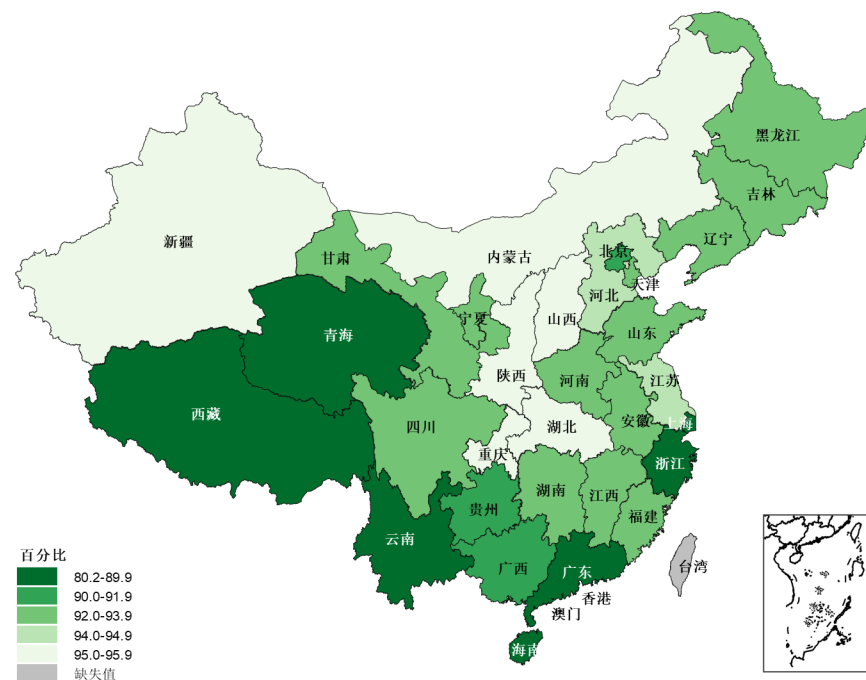 黑龙江
吉林
辽宁
新疆
甘肃
内蒙古
北京
天津
河北
山西
宁夏
青海
山东
陕西
河南
江苏
西藏
四川
安徽
上海
湖北
重庆
浙江
湖南
江西
贵州
福建
云南
广西
广东
台湾
香港
澳门
海南
百分比
80.2-89.9
90.0-91.9
92.0-93.9
94.0-94.9
95.0-95.9
缺失值